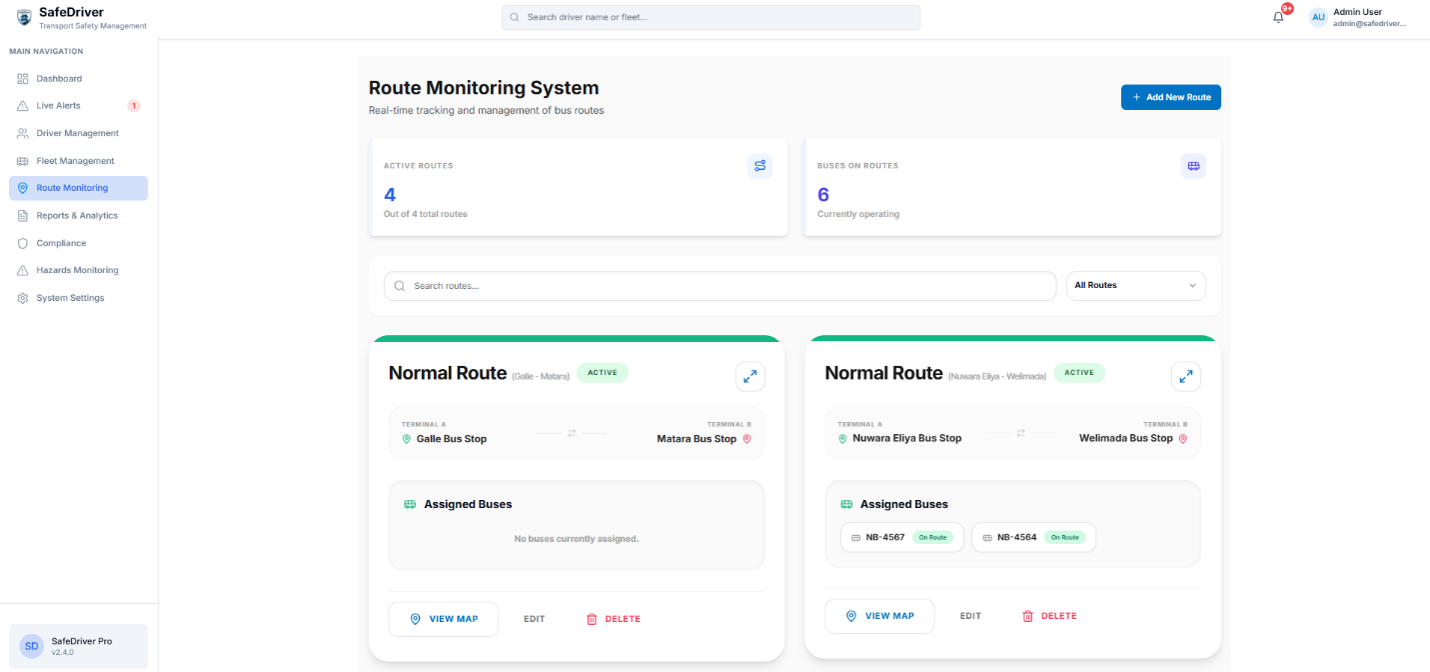 SafeDriver
Transport Safety Management
Search driver name or fleet...
9+
AU
Admin User
admin@safedriver...
MAIN NAVIGATION
Dashboard
Live Alerts
1
Driver Management
Fleet Management
Route Monitoring
Reports & Analytics
Compliance
Hazards Monitoring
System Settings
SD
SafeDriver Pro
v2.4.0
Route Monitoring System
Real-time tracking and management of bus routes
+ Add New Route
ACTIVE ROUTES
4
Out of 4 total routes
BUSES ON ROUTES
6
Currently operating
Search routes...
All Routes
Normal Route (Galle - Matara) ACTIVE
TERMINAL A
Galle Bus Stop
TERMINAL B
Matara Bus Stop
Assigned Buses
No buses currently assigned.
VIEW MAP
EDIT
DELETE
Normal Route (Nuwara Eliya - Welimada) ACTIVE
TERMINAL A
Nuwara Eliya Bus Stop
TERMINAL B
Welimada Bus Stop
Assigned Buses
NB-4567 On Route
NB-4564 On Route
VIEW MAP
EDIT
DELETE